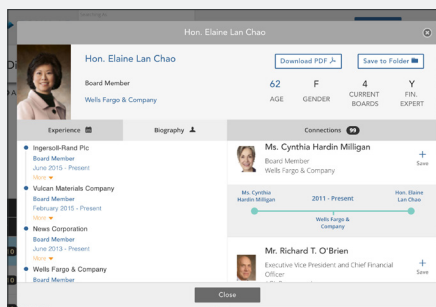 Hon. Elaine Lan Chao
Hon. Elaine Lan Chao
Download PDF
Save to Folder
Board Member
Wells Fargo & Company
62
AGE
F
GENDER
4
CURRENT
BOARDS
Y
FIN.
EXPERT
Experience
Biography
Connections 99
Ingersoll-Rand Plc
Board Member
June 2015 - Present
More
Vulcan Materials Company
Board Member
February 2015 - Present
More
News Corporation
Board Member
June 2013 - Present
More
Wells Fargo & Company
Board Member
Ms. Cynthia Hardin Milligan
Board Member
Wells Fargo & Company
Save
Ms. Cynthia
Hardin Milligan
2011 - Present
Hon. Elaine
Lan Chao
Wells Fargo &
Company
Mr. Richard T. O'Brien
Executive Vice President and Chief Financial
Officer
Save
Close